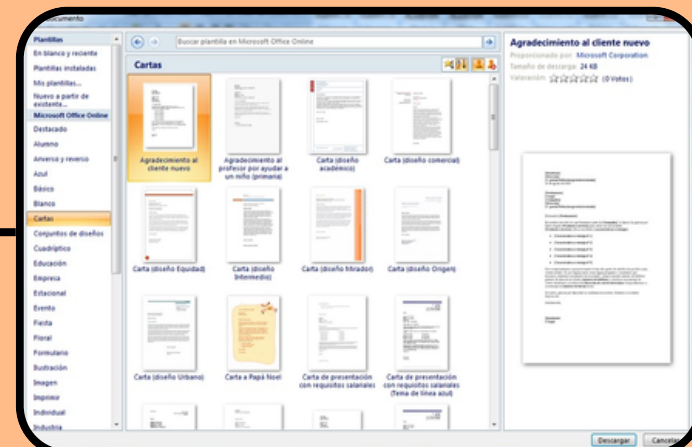 documento
Plantillas
En blanco y reciente
Plantillas instaladas
Mis plantillas...
Nuevo a partir de
existente...
Microsoft Office Online
Destacado
Alumno
Anverso y reverso
Azul
Básico
Blanco
Cartas
Conjuntos de diseños
Cuadríptico
Educación
Empresa
Estacional
Evento
Fiesta
Floral
Formulario
Ilustración
Imagen
Imprimir
Individual
Industria
Buscar plantilla en Microsoft Office Online
Cartas
Agradecimiento al
cliente nuevo
Agradecimiento al
profesor por ayudar a
un niño (primaria)
Carta (diseño
académico)
Carta (diseño comercial)
Carta (diseño Equidad)
Carta (diseño
Intermedio)
Carta (diseño Mirador)
Carta (diseño Origen)
Carta (diseño Urbano)
Carta a Papá Noel
Carta de presentación
con requisitos salariales
Carta de presentación
con requisitos salariales
(Tema de línea azul)
Agradecimiento al cliente nuevo
Proporcionado por: Microsoft Corporation
Tamaño de descarga: 24 KB
Valoración: (0 Votos)
Descargar
Cancelar